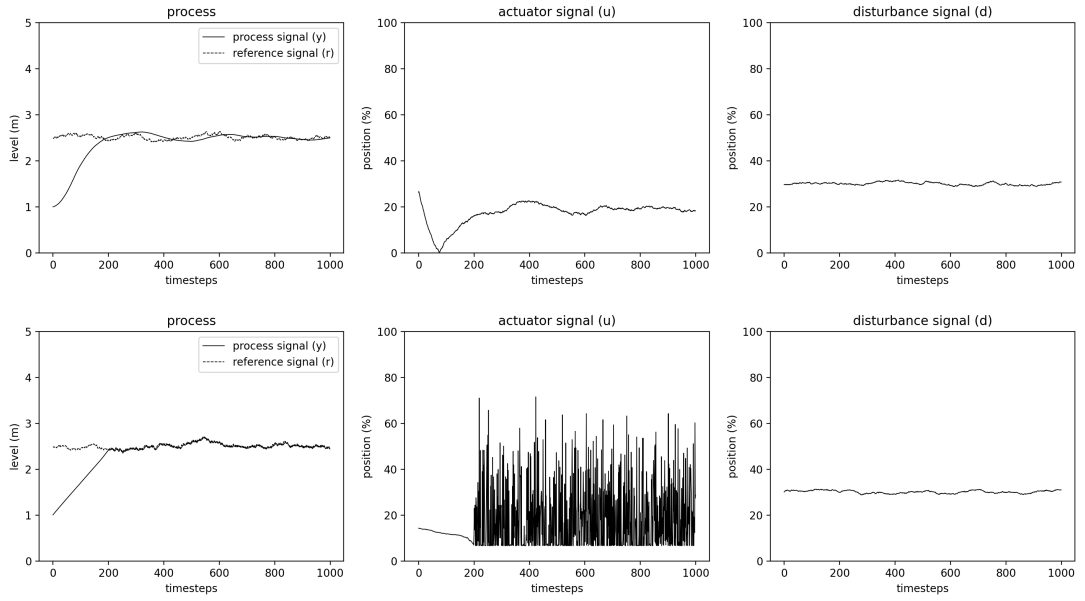 process
actuator signal (u)
disturbance signal (d)
5
4
3
2
1
0
level (m)
process signal (y)
reference signal (r)
0 200 400 600 800 1000
timesteps
100
80
60
40
20
0
position (%)
0 200 400 600 800 1000
timesteps
100
80
60
40
20
0
position (%)
0 200 400 600 800 1000
timesteps
process
actuator signal (u)
disturbance signal (d)
5
4
3
2
1
0
level (m)
process signal (y)
reference signal (r)
0 200 400 600 800 1000
timesteps
100
80
60
40
20
0
position (%)
0 200 400 600 800 1000
timesteps
100
80
60
40
20
0
position (%)
0 200 400 600 800 1000
timesteps